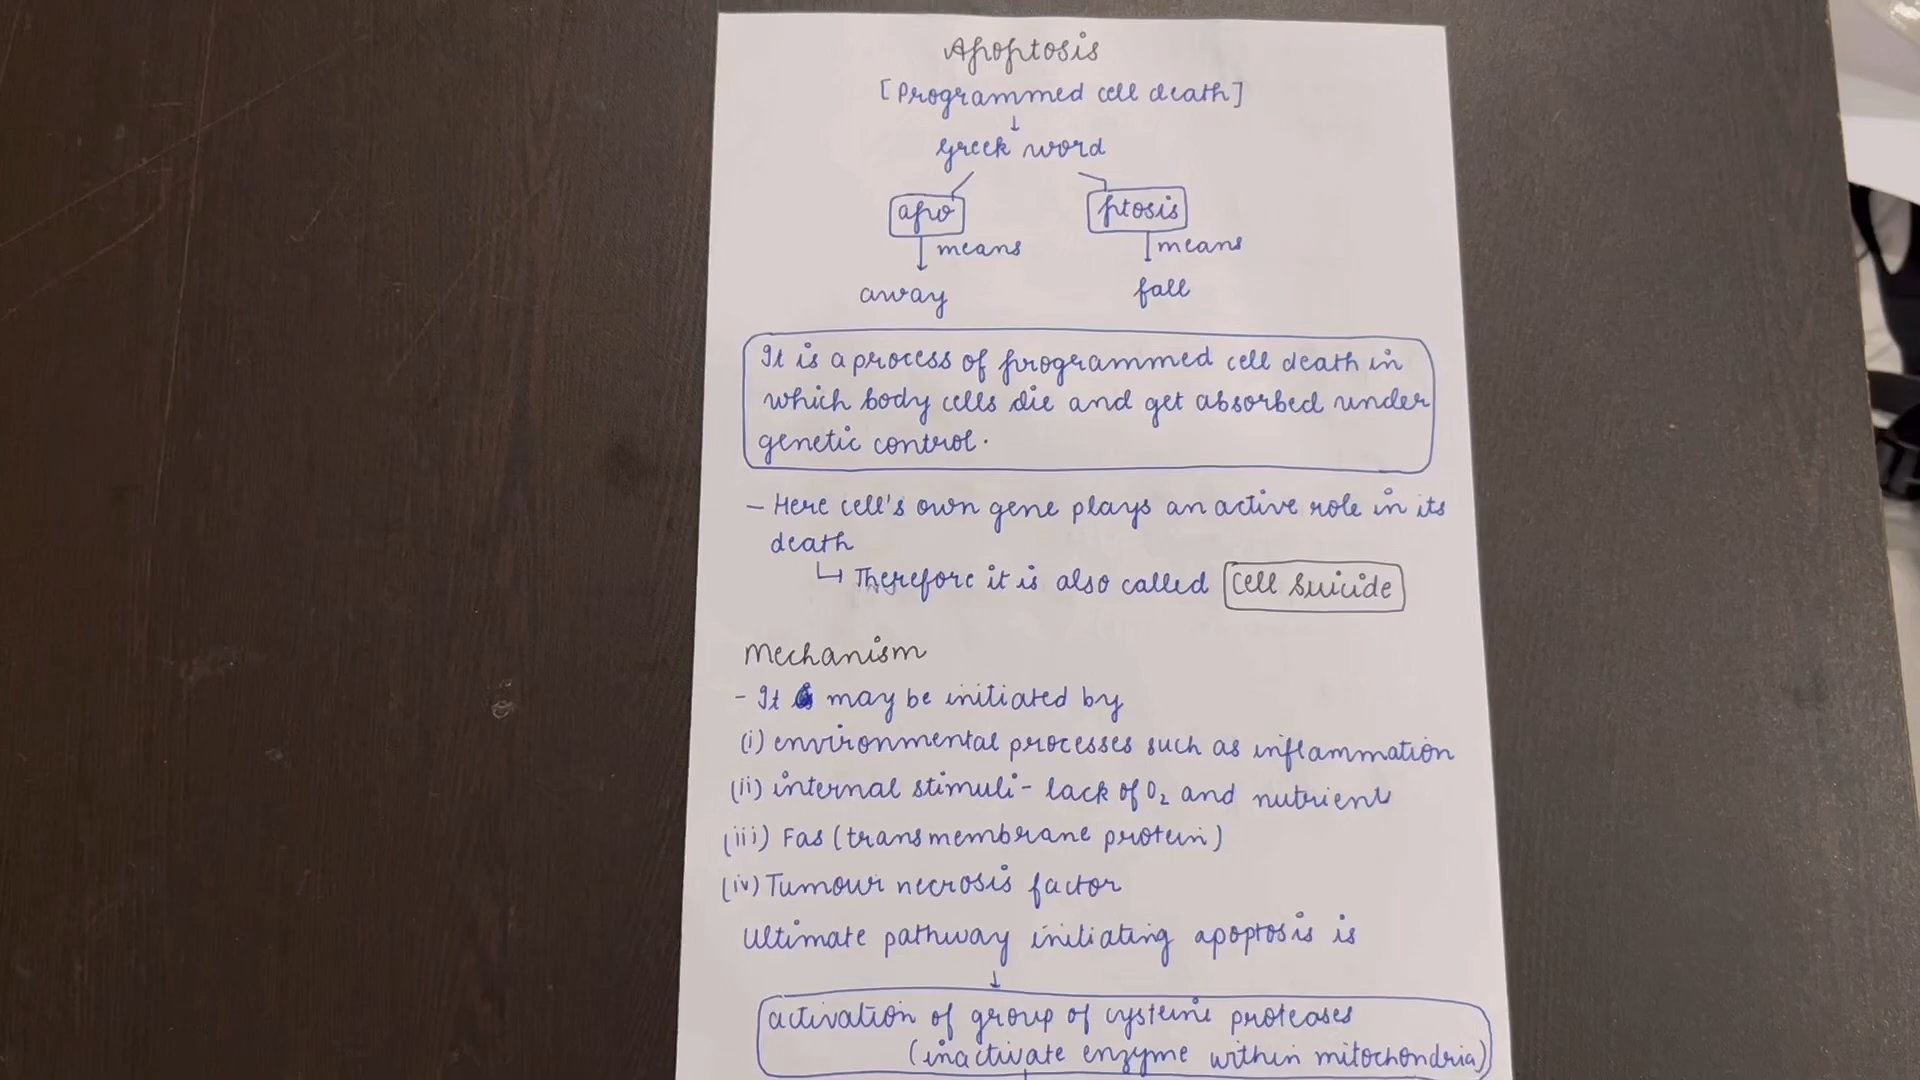 Apoptosis
[Programmed cell death]
↓
Greek word
apo ptosis
means means
away fall
It is a process of programmed cell death in
which body cells die and get absorbed under
genetic control.
- Here cell's own gene plays an active role in its
death
↳ Therefore it is also called Cell Suicide
Mechanism
- It may be initiated by
(i) environmental processes such as inflammation
(ii) internal stimuli - lack of O₂ and nutrient
(iii) Fas (transmembrane protein)
(iv) Tumour necrosis factor
Ultimate pathway initiating apoptosis is
↓
activation of group of cysteine proteases
(inactivate enzyme within mitochondria)